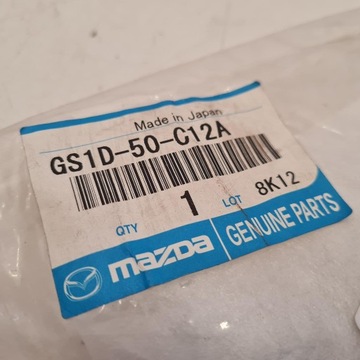 Made in Japan
GS1D-50-C12A
QTY 1 LOT 8K12
mazda GENUINE PARTS